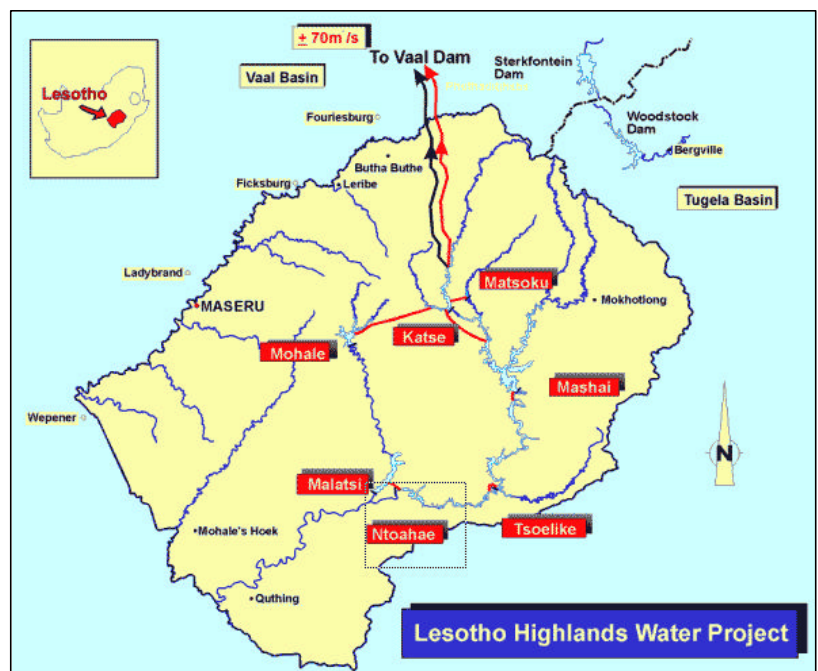 ± 70m³/s
To Vaal Dam
Sterkfontein
Dam
Vaal Basin
Lesotho
Woodstock
Dam
Fouriesburg
Bergville
Butha Buthe
Ficksburg
Leribe
Tugela Basin
Ladybrand
Matsoku
Mokhotlong
MASERU
Katse
Mohale
Mashai
Wepener
N
Malatsi
Mohale's Hoek
Ntoahae
Tsoelike
Quthing
Lesotho Highlands Water Project